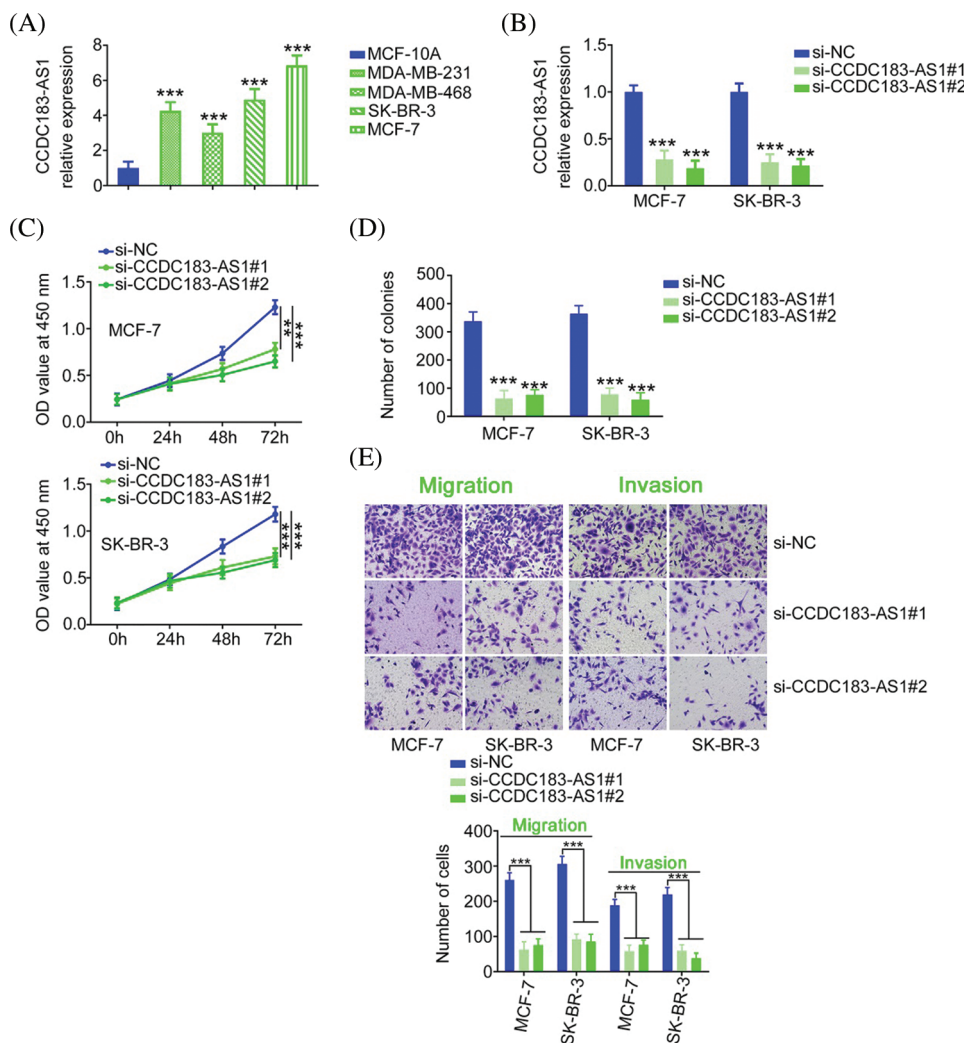 (A)
CCDC183-AS1
relative expression
8
6
4
2
0
***
***
***
***
MCF-10A
MDA-MB-231
MDA-MB-468
SK-BR-3
MCF-7
(B)
CCDC183-AS1
relative expression
1.5
1.0
0.5
0.0
***
***
***
***
MCF-7
SK-BR-3
si-NC
si-CCDC183-AS1#1
si-CCDC183-AS1#2
(C)
si-NC
si-CCDC183-AS1#1
si-CCDC183-AS1#2
OD value at 450 nm
1.5
1.0
0.5
0.0
MCF-7
**
***
0h
24h
48h
72h
si-NC
si-CCDC183-AS1#1
si-CCDC183-AS1#2
OD value at 450 nm
1.5
1.0
0.5
0.0
SK-BR-3
***
***
0h
24h
48h
72h
(D)
Number of colonies
500
400
300
200
100
0
***
***
***
***
MCF-7
SK-BR-3
si-NC
si-CCDC183-AS1#1
si-CCDC183-AS1#2
(E)
Migration
Invasion
si-NC
si-CCDC183-AS1#1
si-CCDC183-AS1#2
MCF-7
SK-BR-3
MCF-7
SK-BR-3
si-NC
si-CCDC183-AS1#1
si-CCDC183-AS1#2
Number of cells
400
300
200
100
0
Migration
***
***
Invasion
***
***
MCF-7
SK-BR-3
MCF-7
SK-BR-3